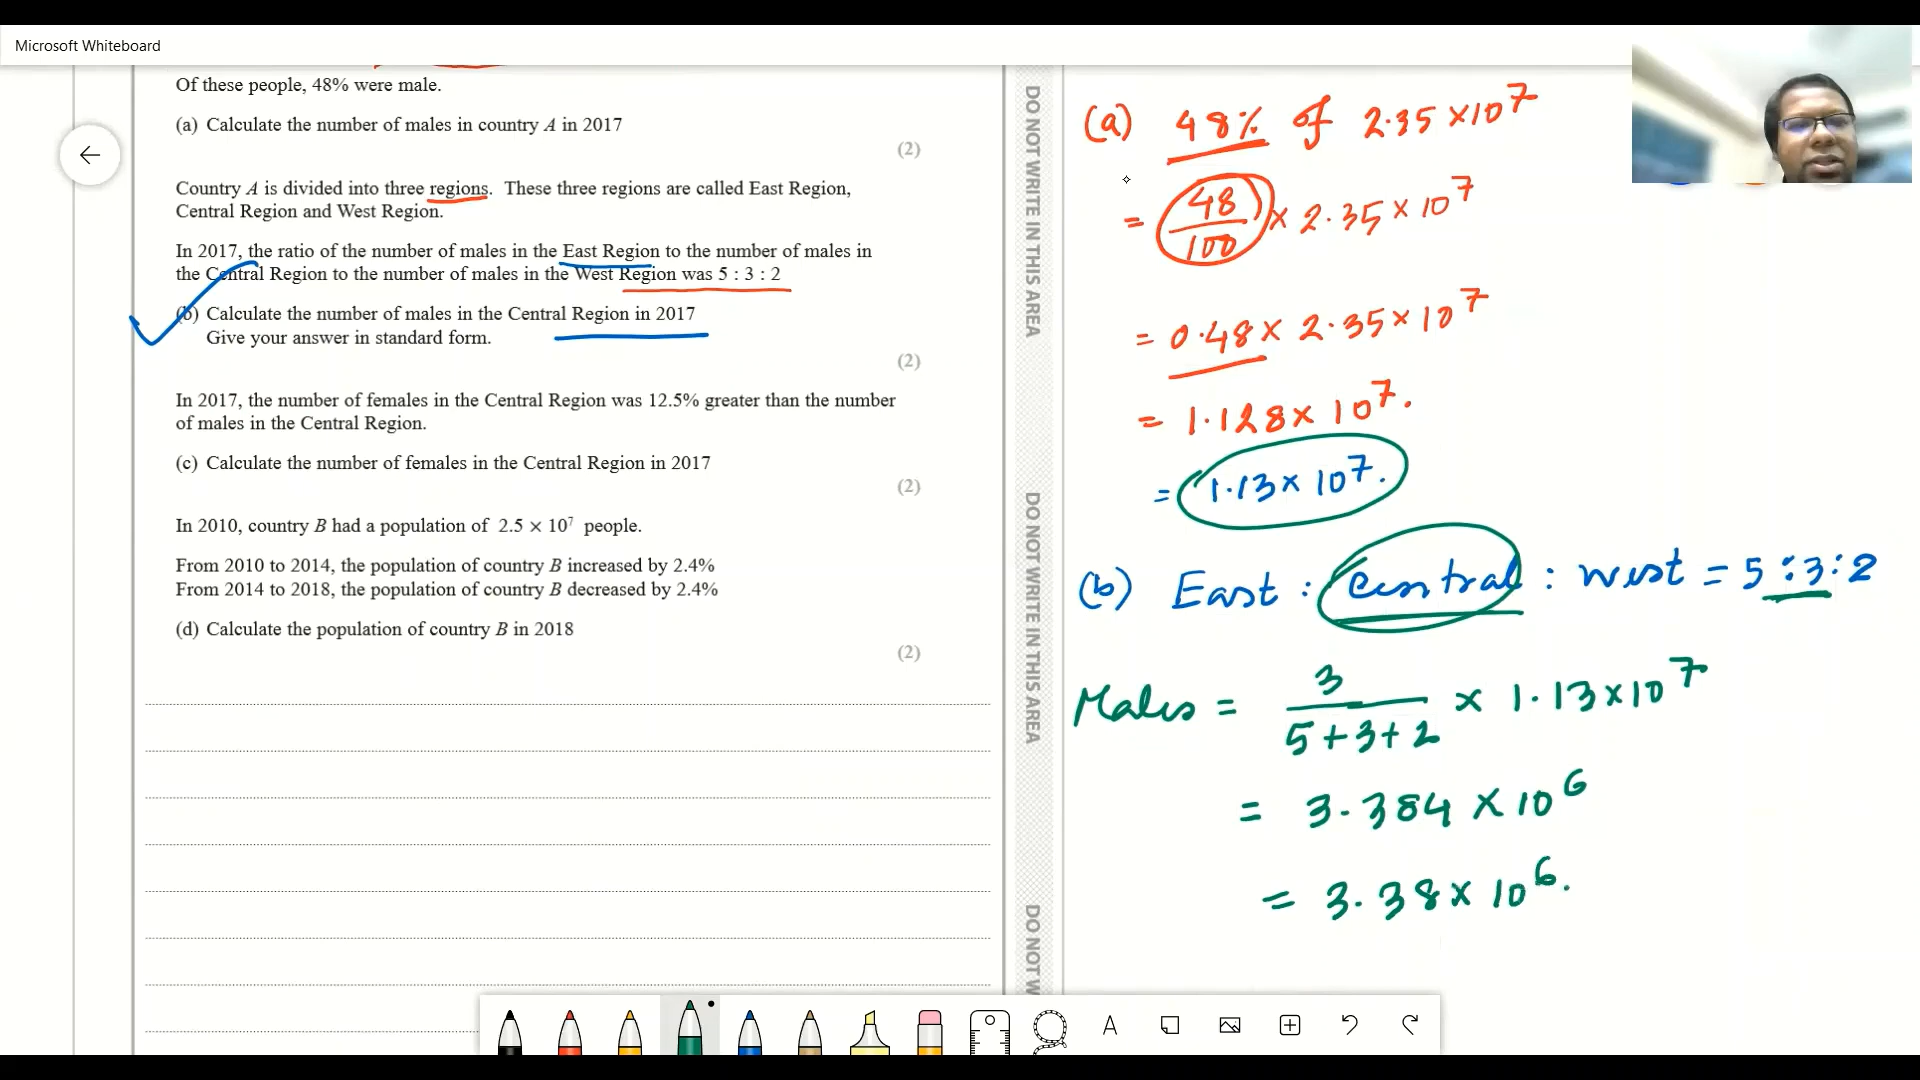 Microsoft Whiteboard
Of these people, 48% were male.
(a) Calculate the number of males in country A in 2017
(2)
Country A is divided into three regions. These three regions are called East Region,
Central Region and West Region.
In 2017, the ratio of the number of males in the East Region to the number of males in
the Central Region to the number of males in the West Region was 5 : 3 : 2
(b) Calculate the number of males in the Central Region in 2017
Give your answer in standard form.
(2)
In 2017, the number of females in the Central Region was 12.5% greater than the number
of males in the Central Region.
(c) Calculate the number of females in the Central Region in 2017
(2)
In 2010, country B had a population of 2.5 × 10⁷ people.
From 2010 to 2014, the population of country B increased by 2.4%
From 2014 to 2018, the population of country B decreased by 2.4%
(d) Calculate the population of country B in 2018
(2)
DO NOT WRITE IN THIS AREA
DO NOT WRITE IN THIS AREA
DO NOT W
(a) 48% of 2.35 × 10⁷
= 48/100 × 2.35 × 10⁷
= 0.48 × 2.35 × 10⁷
= 1.128 × 10⁷.
= 1.13 × 10⁷.
(b) East : Central : West = 5 : 3 : 2
Males = 3/(5+3+2) × 1.13 × 10⁷
= 3.384 × 10⁶
= 3.38 × 10⁶.
A